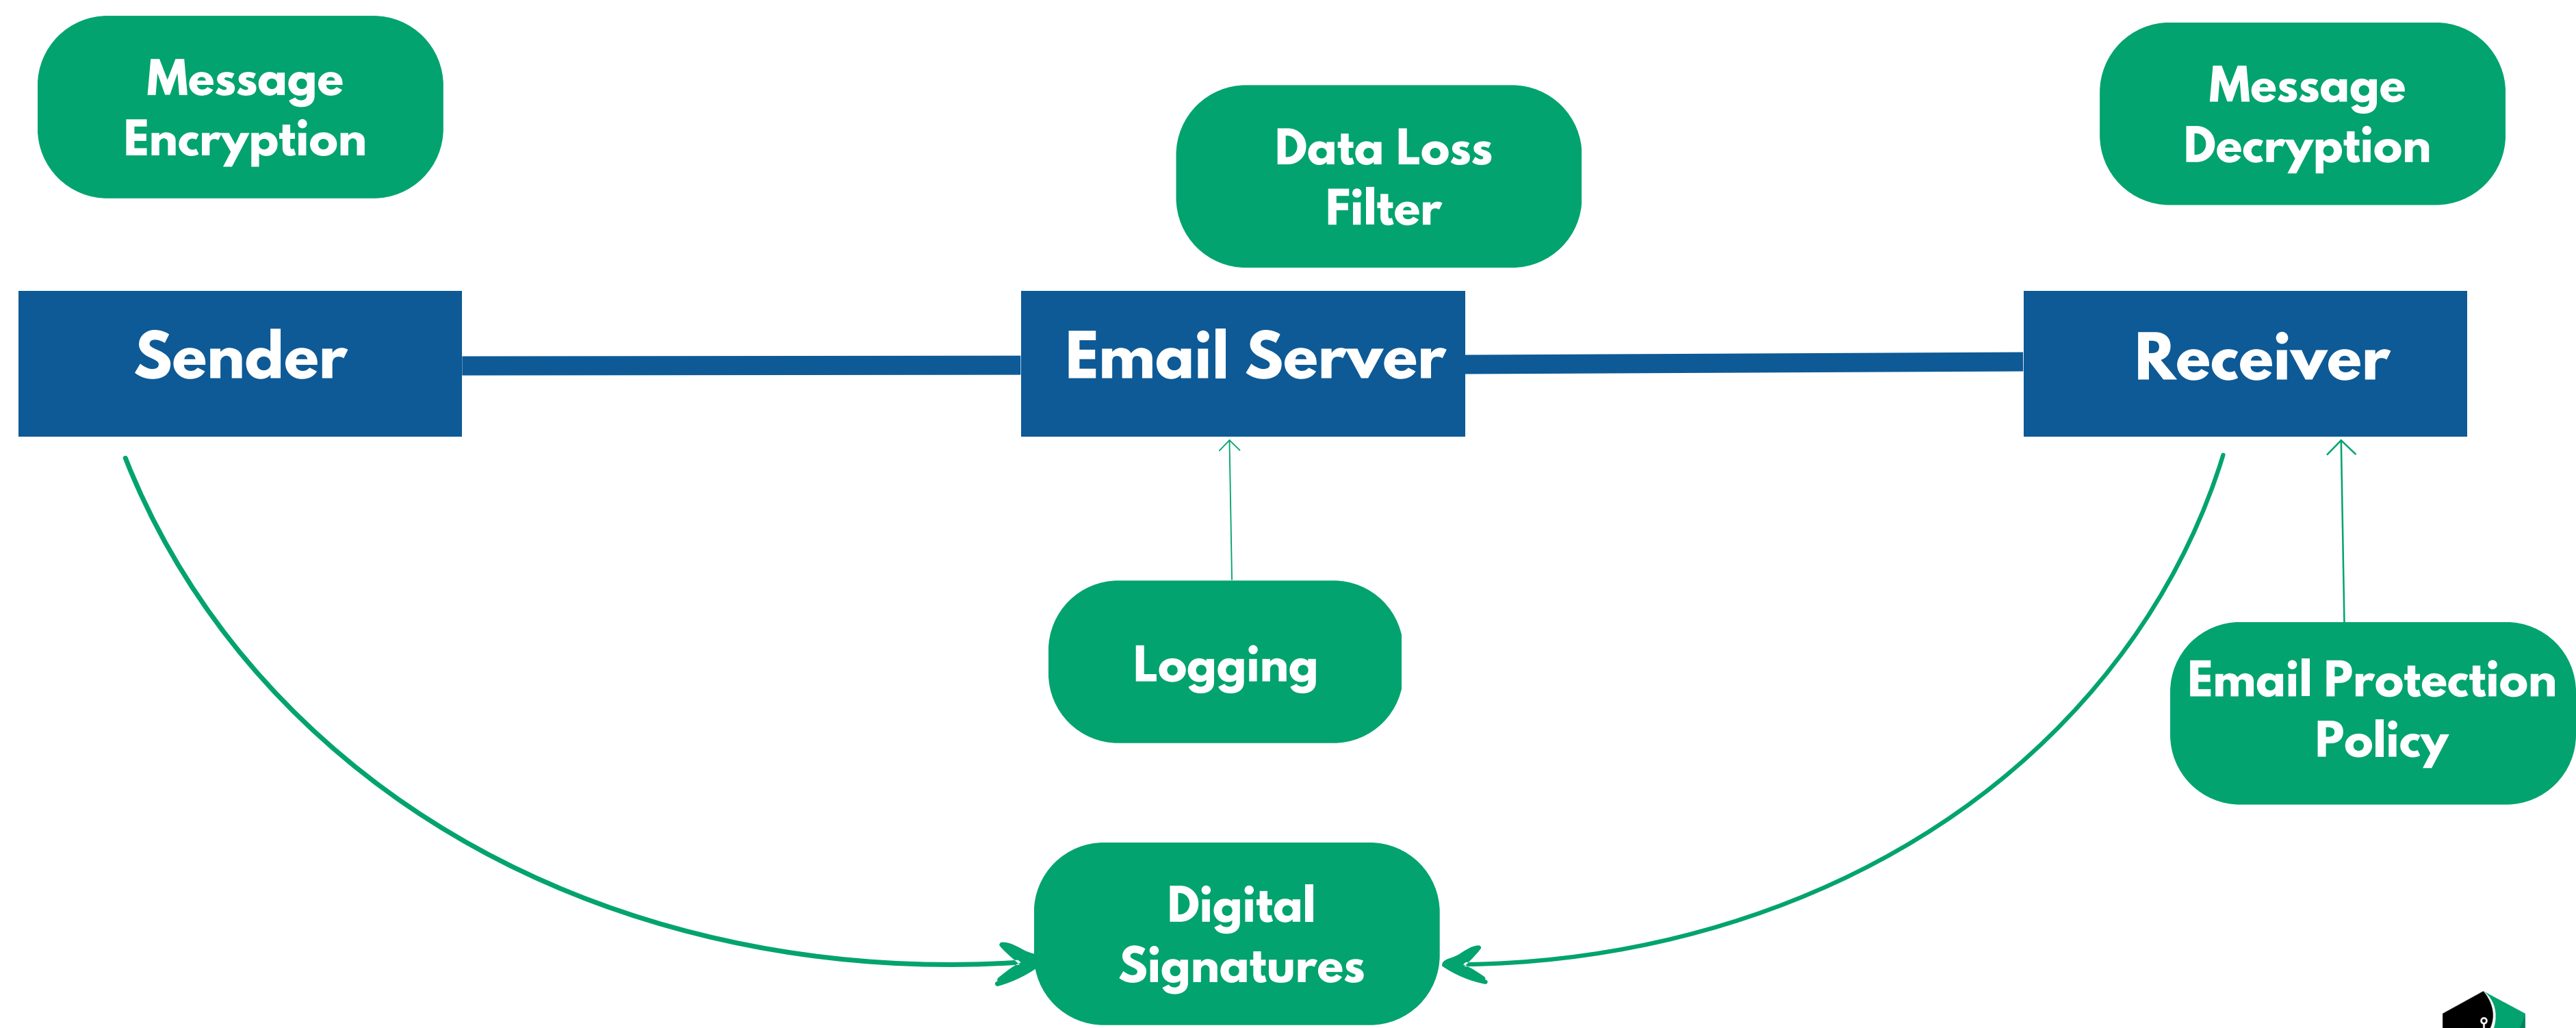 Message
Encryption
Data Loss
Filter
Message
Decryption
Sender
Email Server
Receiver
Logging
Email Protection
Policy
Digital
Signatures